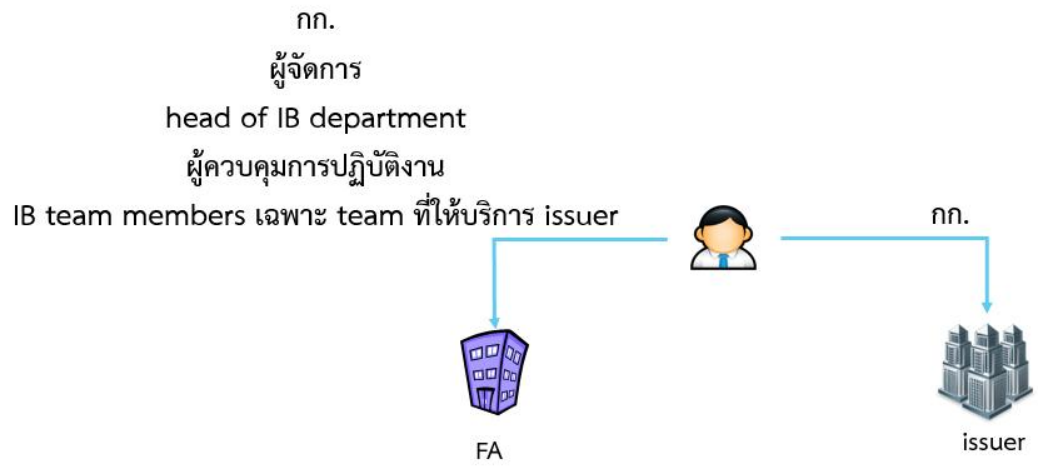 กก.
ผู้จัดการ
head of IB department
ผู้ควบคุมการปฏิบัติงาน
IB team members เฉพาะ team ที่ให้บริการ issuer
กก.
FA
issuer